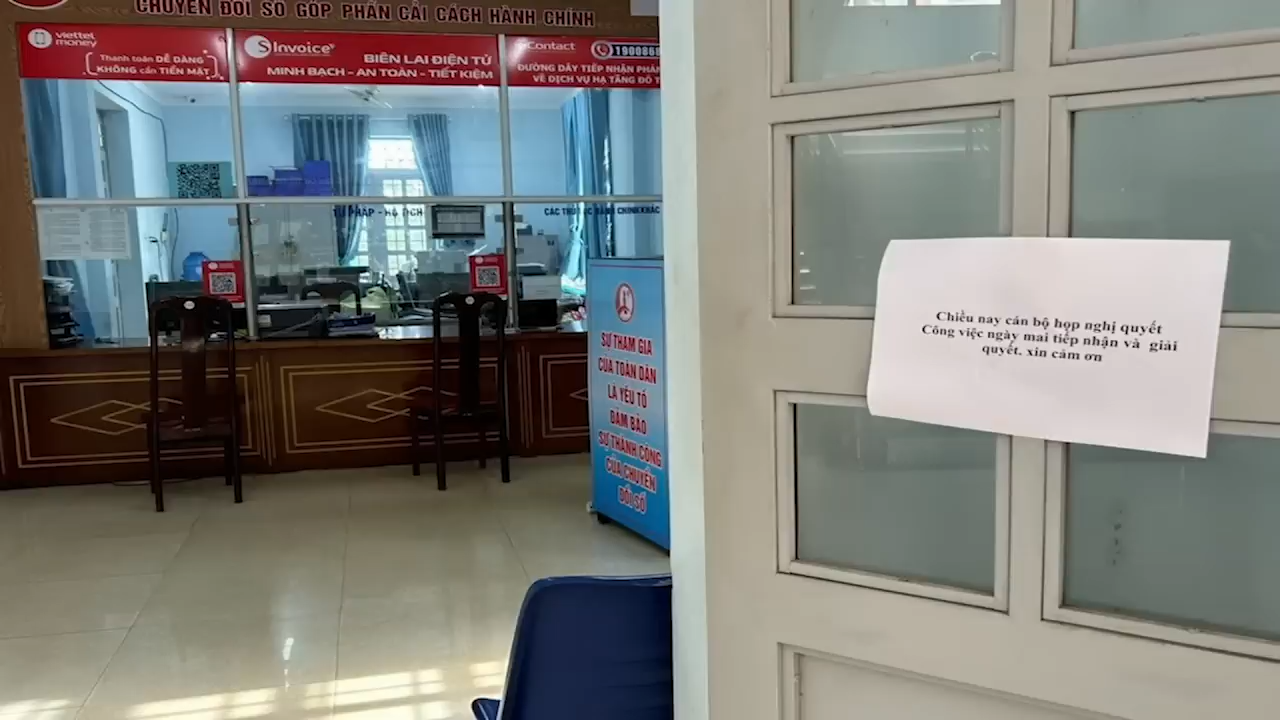 CHUYỂN ĐỔI SỐ GÓP PHẦN CẢI CÁCH HÀNH CHÍNH
viettel
money
Thanh toán DỄ DÀNG
KHÔNG cần TIỀN MẶT
SInvoice
BIÊN LAI ĐIỆN TỬ
MINH BẠCH - AN TOÀN - TIẾT KIỆM
Contact
1900868
ĐƯỜNG DÂY TIẾP NHẬN PHẢN
VỀ DỊCH VỤ HẠ TẦNG ĐÔ T
TƯ PHÁP - HỘ TỊCH
CÁC THỦ TỤC HÀNH CHÍNH KHÁC
SỰ THAM GIA
CỦA TOÀN DÂN
LÀ YẾU TỐ
ĐẢM BẢO
SỰ THÀNH CÔNG
CỦA CHUYỂN
ĐỔI SỐ
Chiều nay cán bộ họp nghị quyết
Công việc ngày mai tiếp nhận và giải
quyết. xin cảm ơn